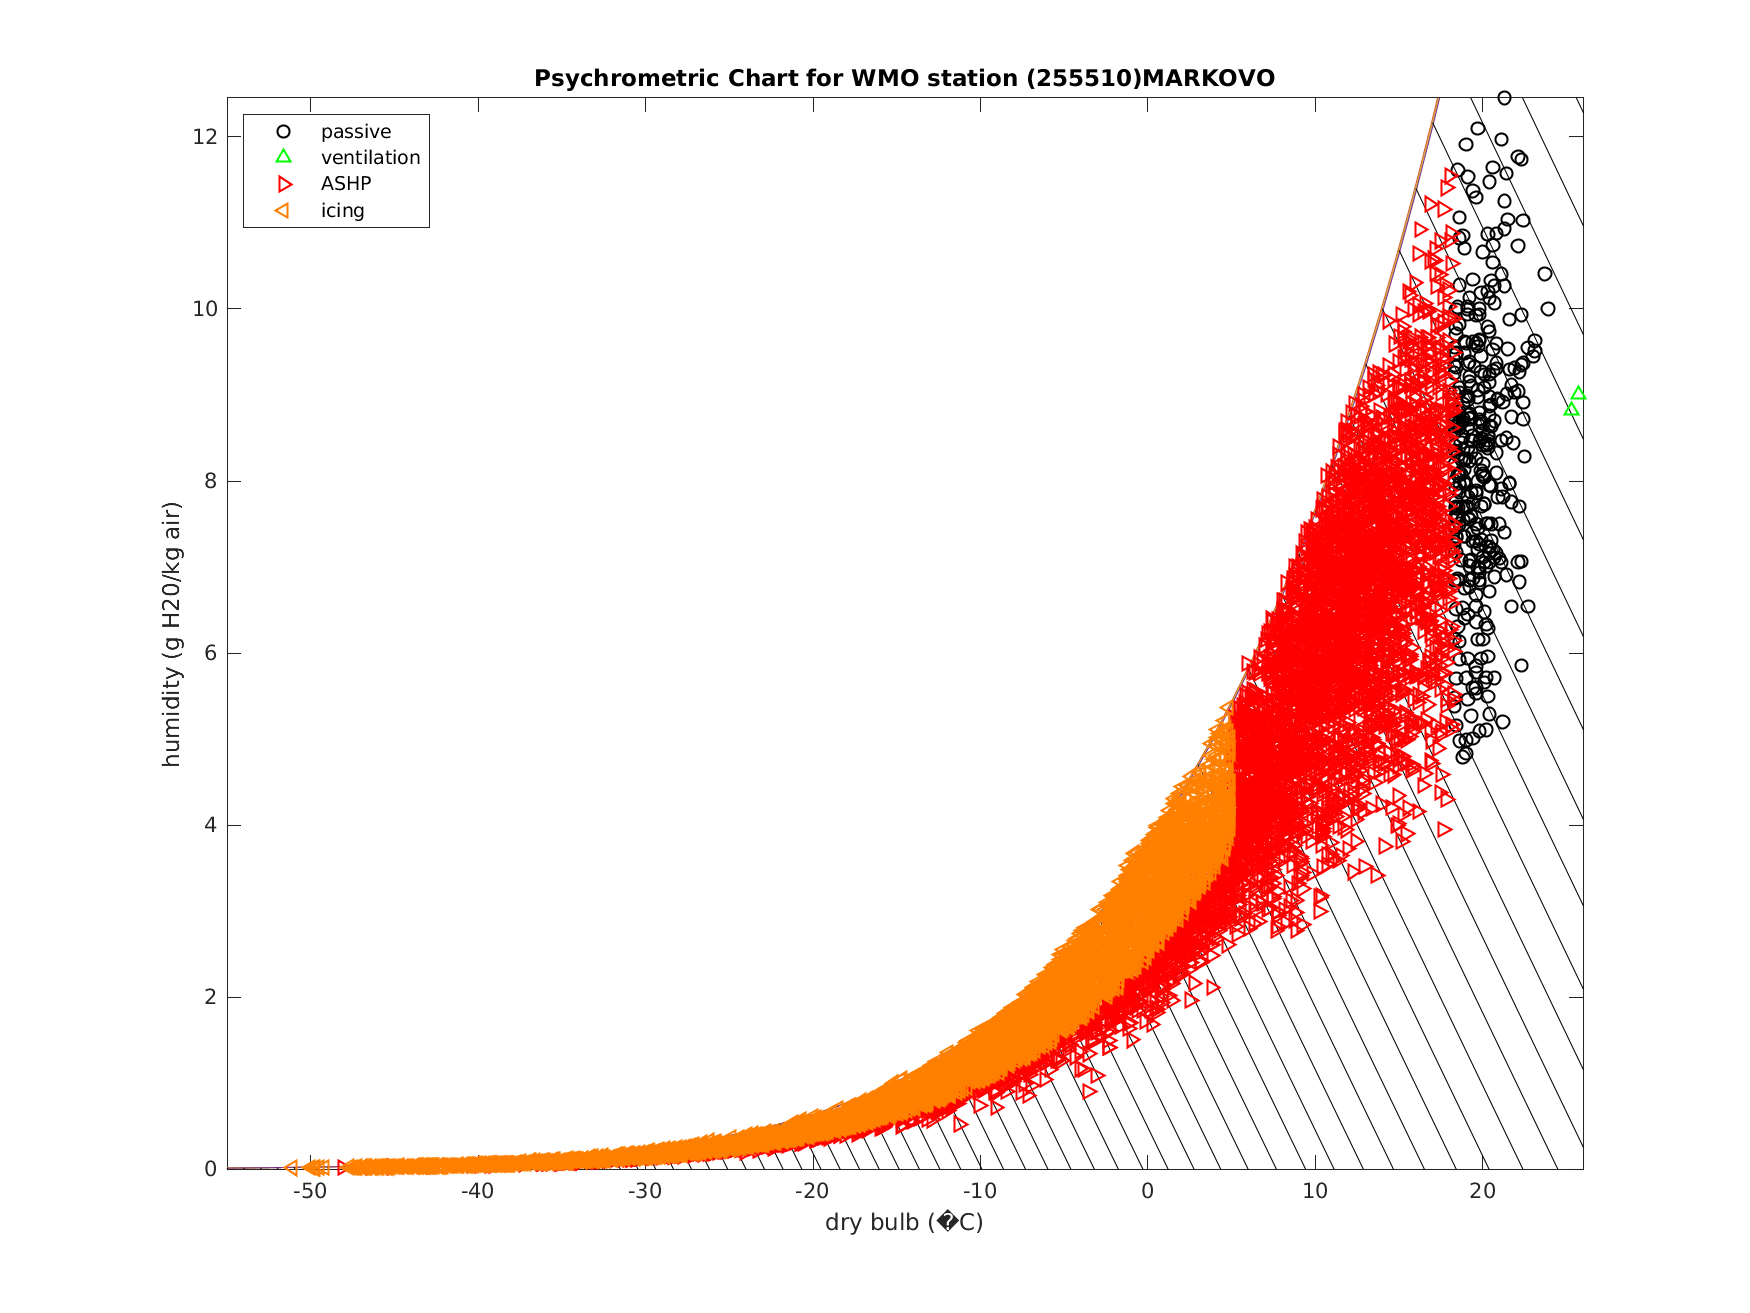 Psychrometric Chart for WMO station (255510)MARKOVO
passive
ventilation
ASHP
icing
12
10
8
6
4
2
0
humidity (g H20/kg air)
-50 -40 -30 -20 -10 0 10 20
dry bulb (�C)